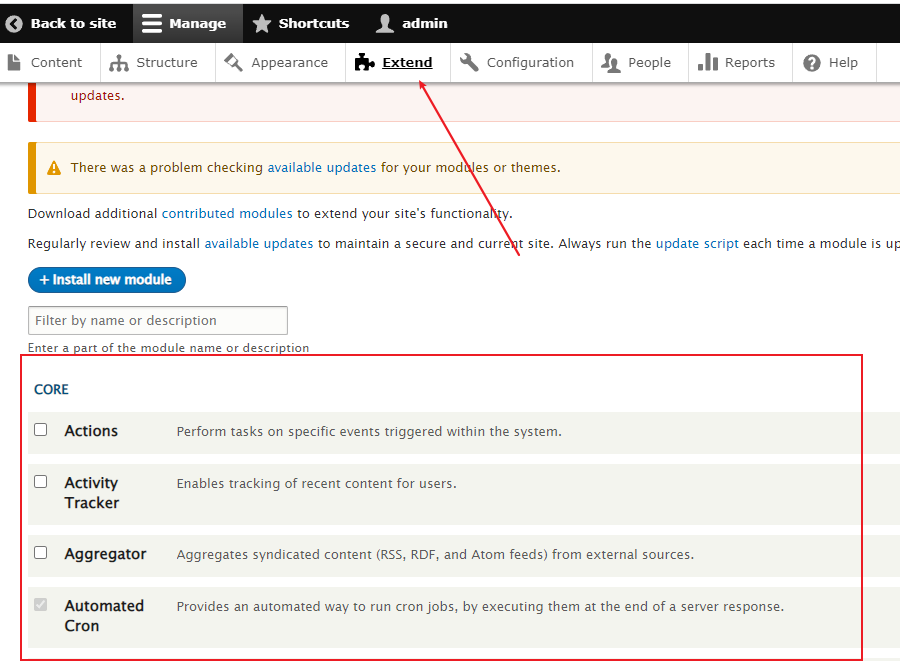 Back to site Manage Shortcuts admin
Content Structure Appearance Extend Configuration People Reports Help
updates.
There was a problem checking available updates for your modules or themes.
Download additional contributed modules to extend your site's functionality.
Regularly review and install available updates to maintain a secure and current site. Always run the update script each time a module is up
+ Install new module
Filter by name or description
Enter a part of the module name or description
CORE
Actions Perform tasks on specific events triggered within the system.
Activity Enables tracking of recent content for users.
Tracker
Aggregator Aggregates syndicated content (RSS, RDF, and Atom feeds) from external sources.
Automated Provides an automated way to run cron jobs, by executing them at the end of a server response.
Cron